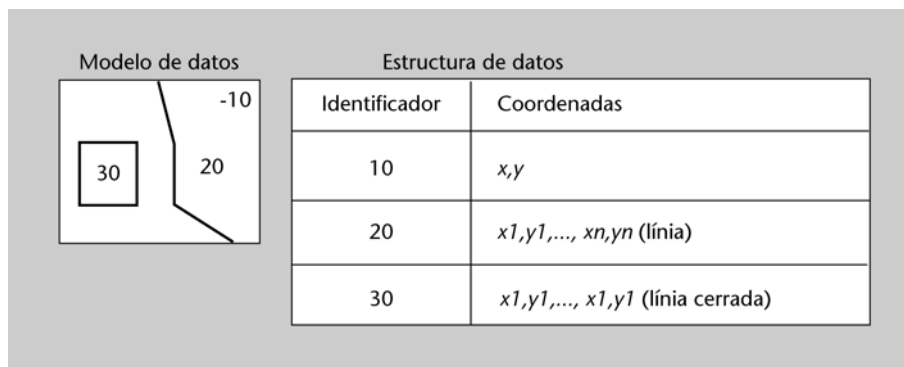 Modelo de datos
-10
30
20
Estructura de datos
Identificador Coordenadas
10 x,y
20 x1,y1,..., xn,yn (línia)
30 x1,y1,..., x1,y1 (línia cerrada)